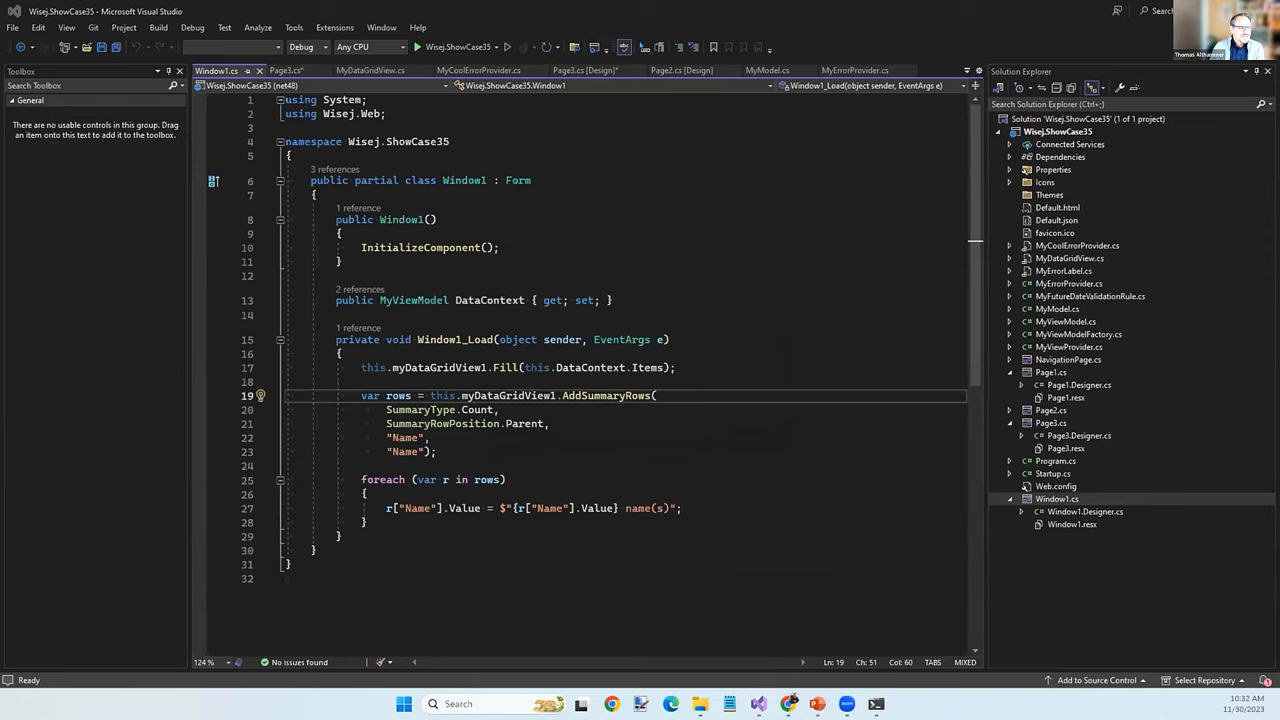 Wisej.ShowCase35 - Microsoft Visual Studio
File Edit View Git Project Build Debug Test Analyze Tools Extensions Window Help Search
Debug Any CPU Wisej.ShowCase35
Thomas Althammer
Toolbox
Search Toolbox
General
There are no usable controls in this group. Drag
an item onto this text to add it to the toolbox.
Window1.cs Page3.cs* MyDataGridView.cs MyCoolErrorProvider.cs Page3.cs [Design]* Page2.cs [Design] MyModel.cs MyErrorProvider.cs
Wisej.ShowCase35 (net48) Wisej.ShowCase35.Window1 Window1_Load(object sender, EventArgs e)
1 using System;
2 using Wisej.Web;
3
4 namespace Wisej.ShowCase35
5 {
3 references
6 public partial class Window1 : Form
7 {
1 reference
8 public Window1()
9 {
10 InitializeComponent();
11 }
12
2 references
13 public MyViewModel DataContext { get; set; }
14
1 reference
15 private void Window1_Load(object sender, EventArgs e)
16 {
17 this.myDataGridView1.Fill(this.DataContext.Items);
18
19 var rows = this.myDataGridView1.AddSummaryRows(
20 SummaryType.Count,
21 SummaryRowPosition.Parent,
22 "Name",
23 "Name");
24
25 foreach (var r in rows)
26 {
27 r["Name"].Value = $"{r["Name"].Value} name(s)";
28 }
29 }
30 }
31 }
32
124 % No issues found Ln: 19 Ch: 51 Col: 60 TABS MIXED
Solution Explorer
Search Solution Explorer (Ctrl+;)
Solution 'Wisej.ShowCase35' (1 of 1 project)
Wisej.ShowCase35
Connected Services
Dependencies
Properties
Icons
Themes
Default.html
Default.json
favicon.ico
MyCoolErrorProvider.cs
MyDataGridView.cs
MyErrorLabel.cs
MyErrorProvider.cs
MyFutureDateValidationRule.cs
MyModel.cs
MyViewModel.cs
MyViewModelFactory.cs
MyViewProvider.cs
NavigationPage.cs
Page1.cs
Page1.Designer.cs
Page1.resx
Page2.cs
Page3.cs
Page3.Designer.cs
Page3.resx
Program.cs
Startup.cs
Web.config
Window1.cs
Window1.Designer.cs
Window1.resx
Ready Add to Source Control Select Repository 1
Search
10:32 AM
11/30/2023